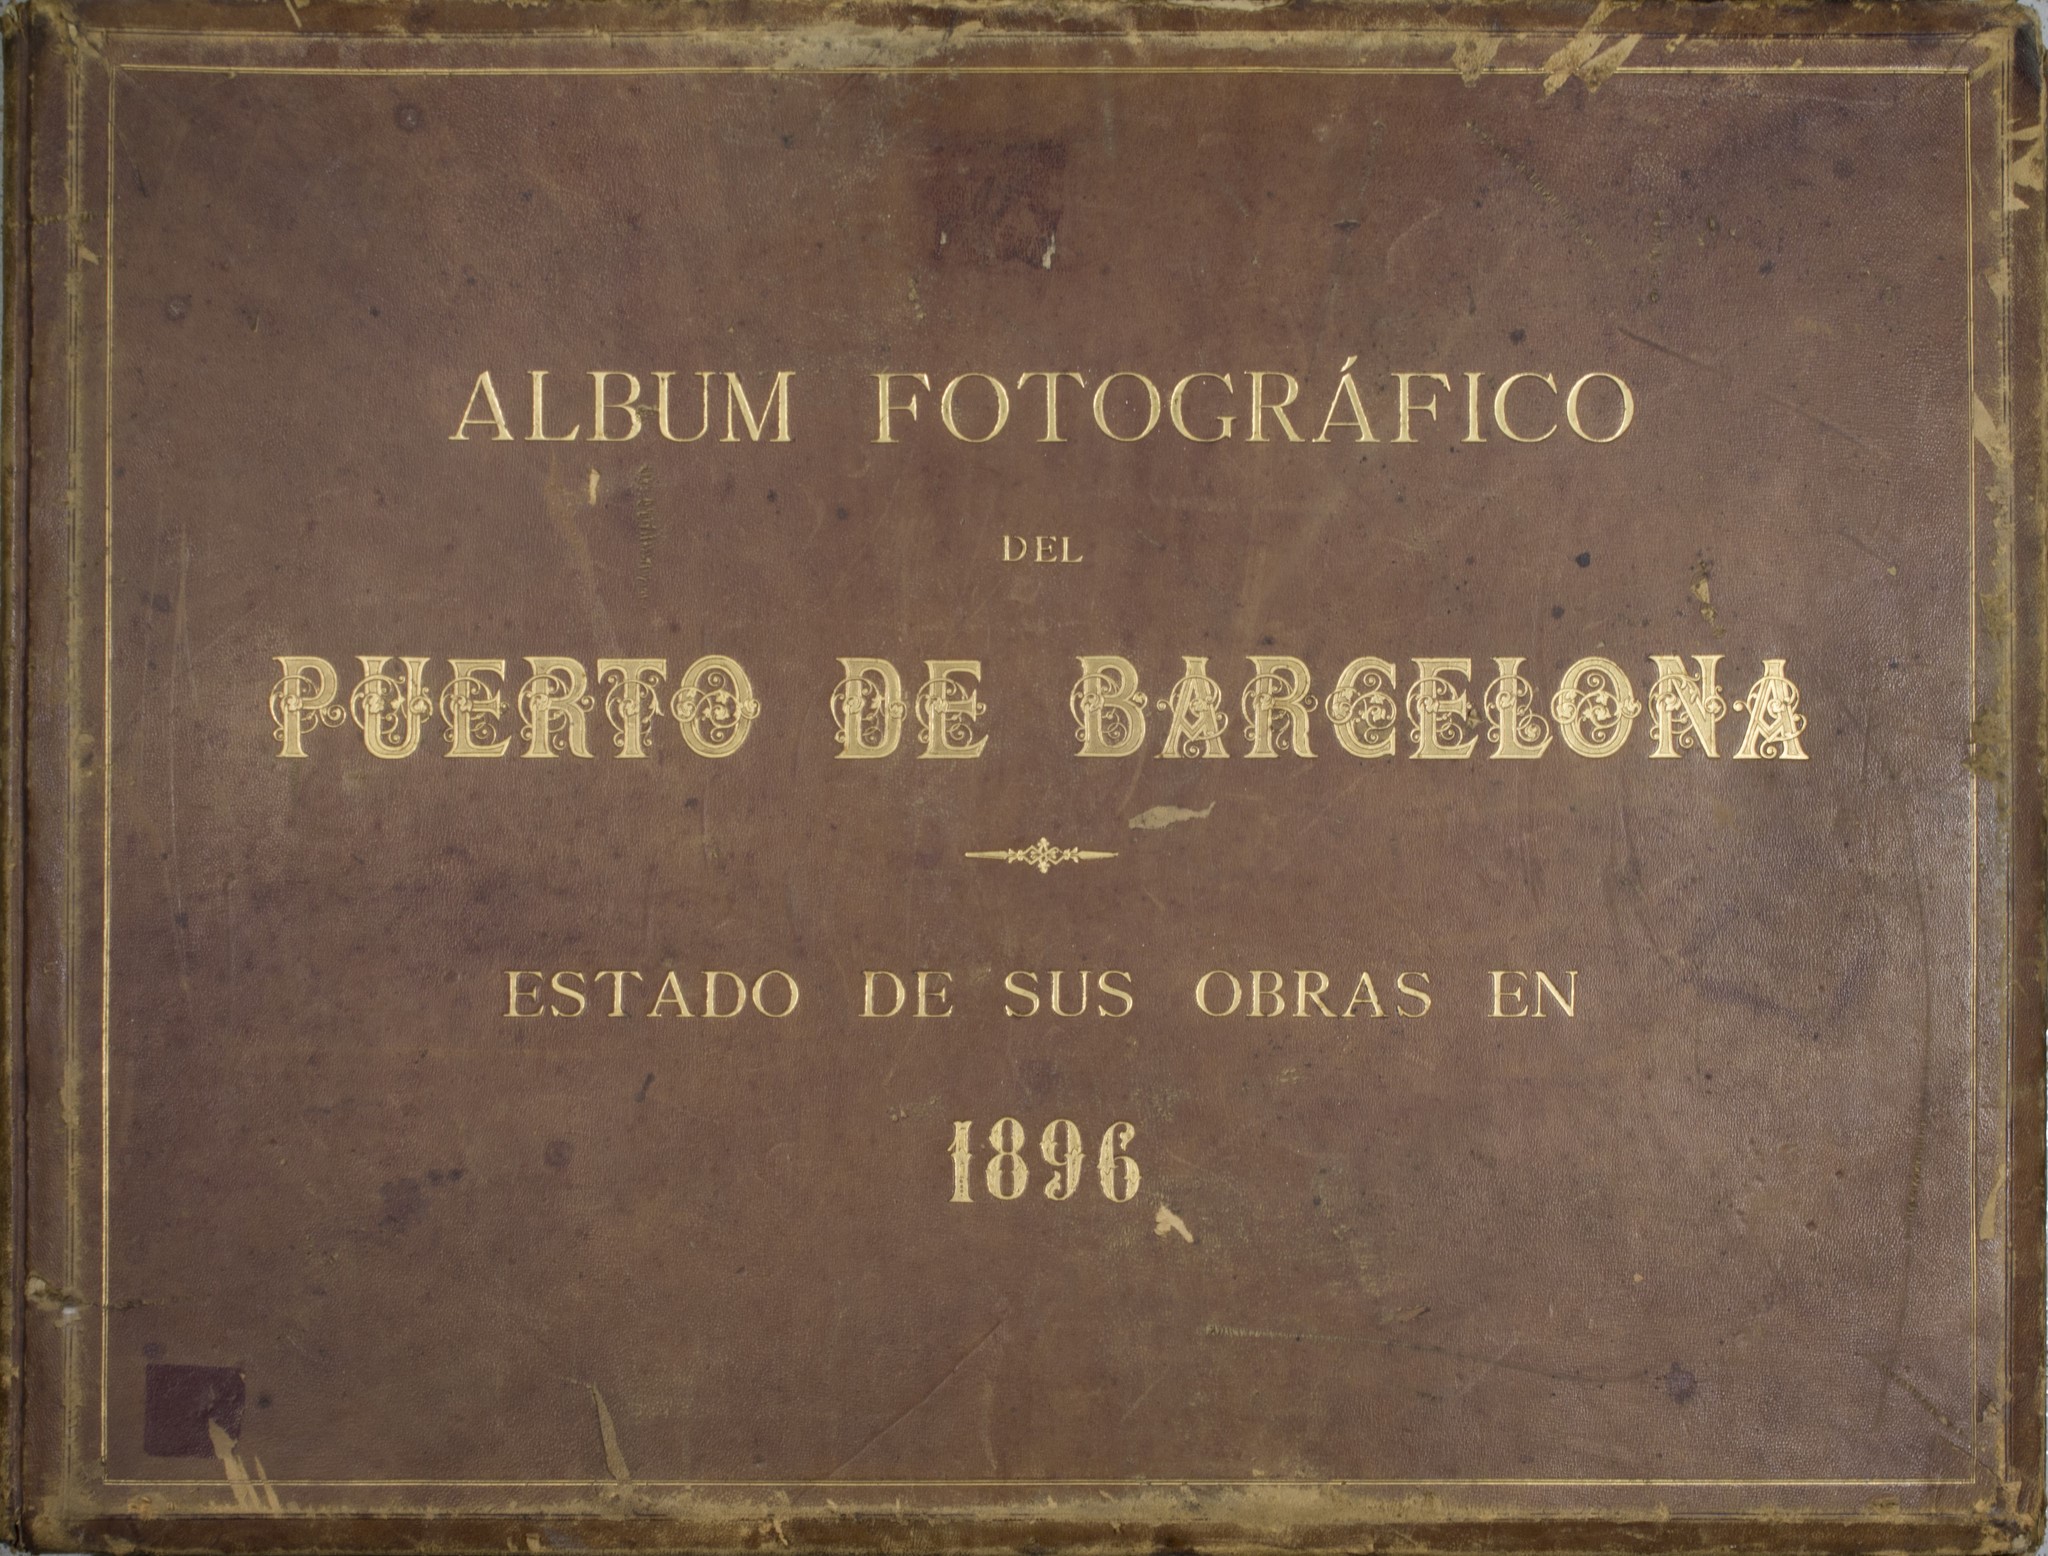 ALBUM FOTOGRÁFICO
DEL
PUERTO DE BARCELONA
ESTADO DE SUS OBRAS EN
1896